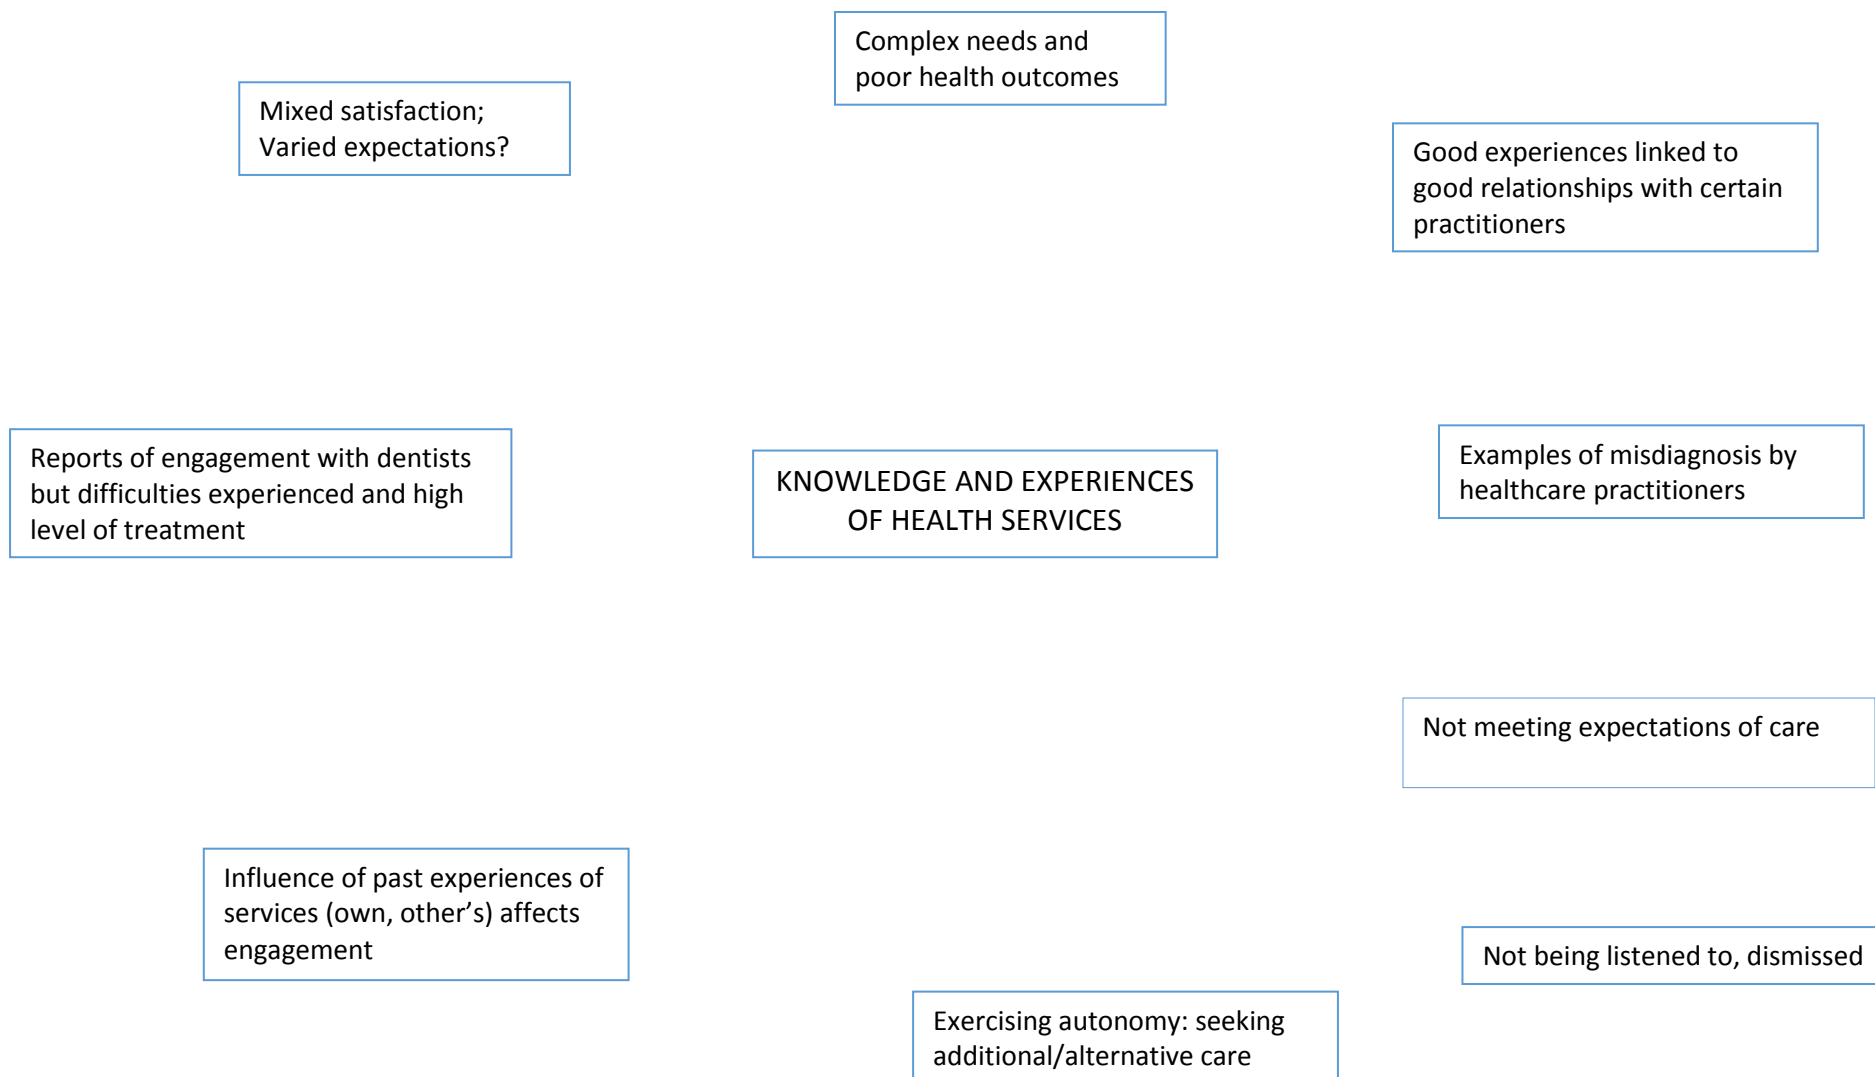 Complex needs and
poor health outcomes
Mixed satisfaction;
Varied expectations?
Good experiences linked to
good relationships with certain
practitioners
Reports of engagement with dentists
but difficulties experienced and high
level of treatment
KNOWLEDGE AND EXPERIENCES
OF HEALTH SERVICES
Examples of misdiagnosis by
healthcare practitioners
Not meeting expectations of care
Influence of past experiences of
services (own, other’s) affects
engagement
Not being listened to, dismissed
Exercising autonomy: seeking
additional/alternative care